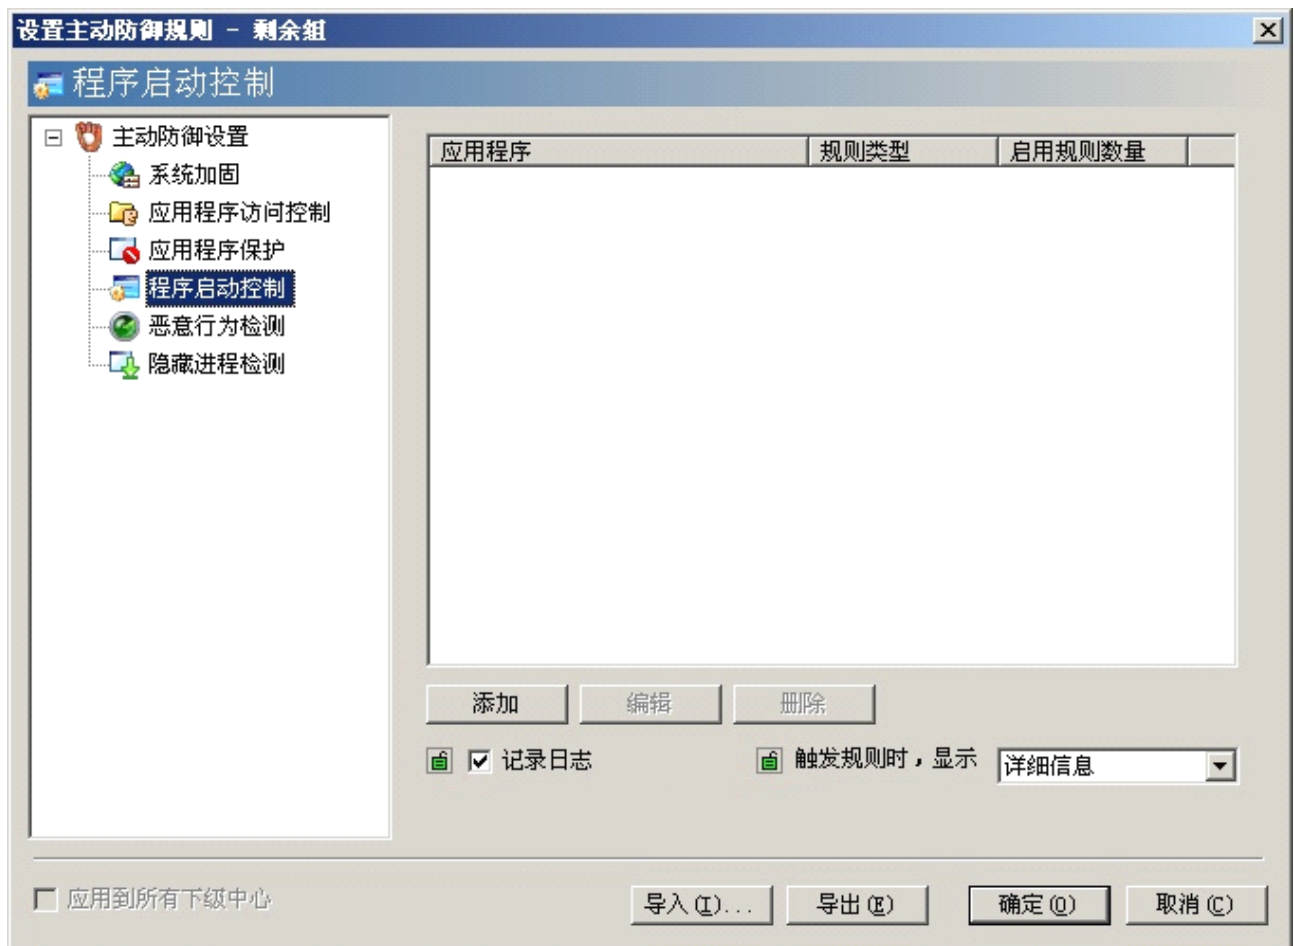 设置主动防御规则 - 剩余组
程序启动控制
主动防御设置
系统加固
应用程序访问控制
应用程序保护
程序启动控制
恶意行为检测
隐藏进程检测
应用程序 规则类型 启用规则数量
添加 编辑 删除
记录日志 触发规则时，显示 详细信息
应用到所有下级中心 导入(I)... 导出(E) 确定(O) 取消(C)